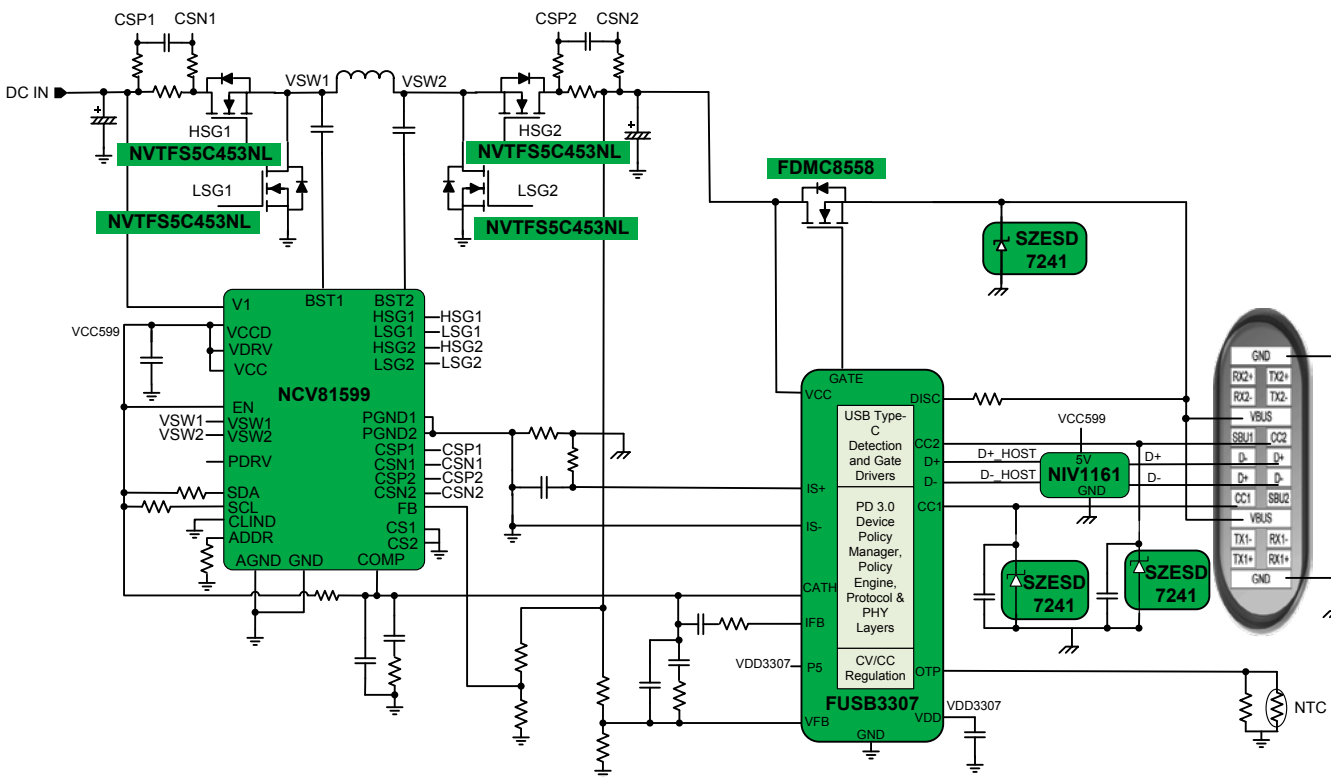 CSP1 CSN1
CSP2 CSN2
DC IN
VSW1
VSW2
+
+
HSG1
NVTFS5C453NL
HSG2
NVTFS5C453NL
LSG1
NVTFS5C453NL
LSG2
NVTFS5C453NL
FDMC8558
SZESD
7241
BST1 BST2
V1
VCC599
VCCD
VDRV
VCC
HSG1 HSG1
LSG1 LSG1
HSG2 HSG2
LSG2 LSG2
NCV81599
EN
VSW1 VSW1
VSW2 VSW2
PDRV
SDA
SCL
CLIND
ADDR
PGND1
PGND2
CSP1 CSP1
CSN1 CSN1
CSP2 CSP2
CSN2 CSN2
FB
CS1
CS2
AGND GND COMP
GATE
VCC
DISC
USB Type-
C
Detection
and Gate
Drivers
CC2
D+
D-
CC1
IS+
IS-
PD 3.0
Device
Policy
Manager,
Policy
Engine,
Protocol &
PHY
Layers
CATH
IFB
VDD3307
P5
CV/CC
Regulation
OTP
FUSB3307
VFB
VDD
VDD3307
GND
VCC599
D+_HOST
D-_HOST
5V
NIV1161
GND
D+
D-
SZESD
7241
SZESD
7241
NTC
GND
RX2+ TX2+
RX2- TX2-
VBUS
SBU1 CC2
D- D+
D+ D-
CC1 SBU2
VBUS
TX1- RX1-
TX1+ RX1+
GND